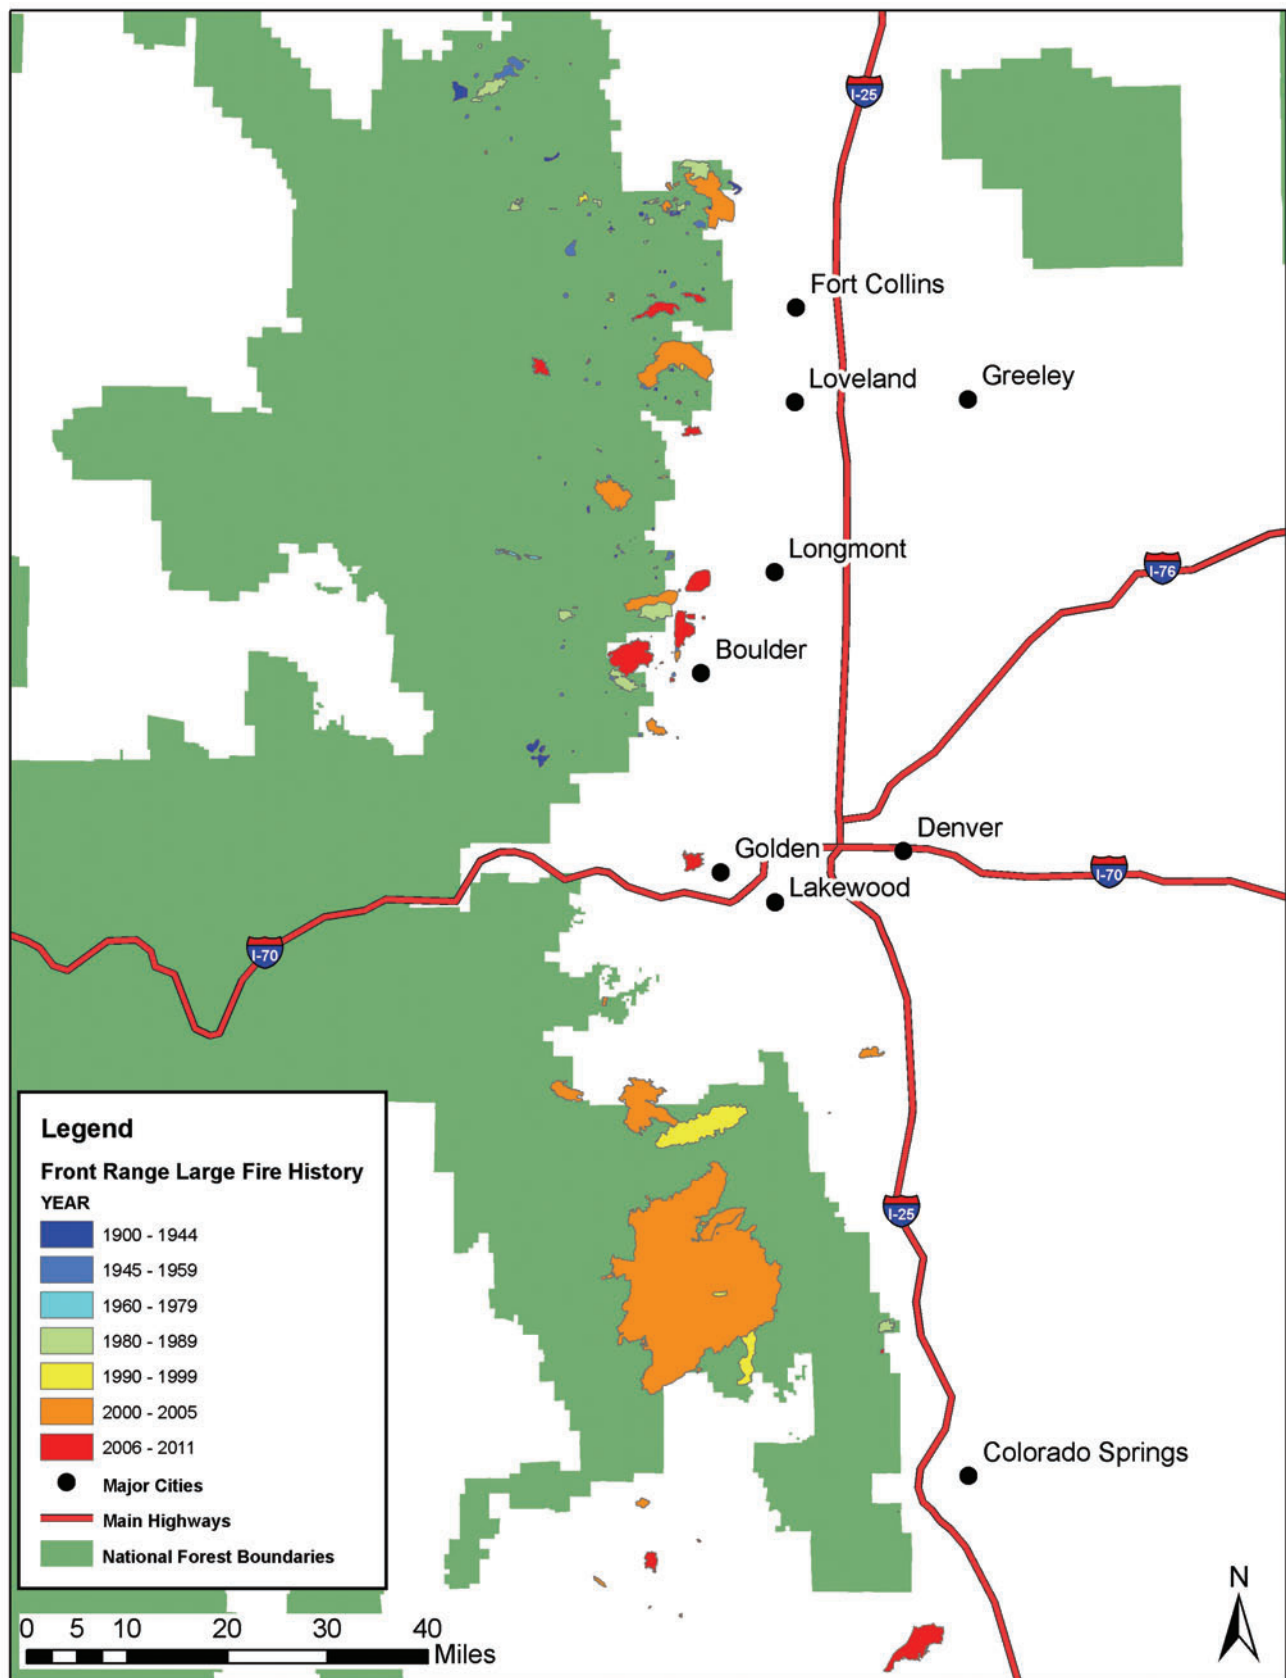 I-25
Fort Collins
Loveland
Greeley
Longmont
I-76
Boulder
Denver
Golden
I-70
Lakewood
I-70
Legend
Front Range Large Fire History
YEAR
1900 - 1944
1945 - 1959
1960 - 1979
1980 - 1989
1990 - 1999
2000 - 2005
2006 - 2011
Major Cities
Main Highways
National Forest Boundaries
I-25
Colorado Springs
N
0 5 10 20 30 40
Miles